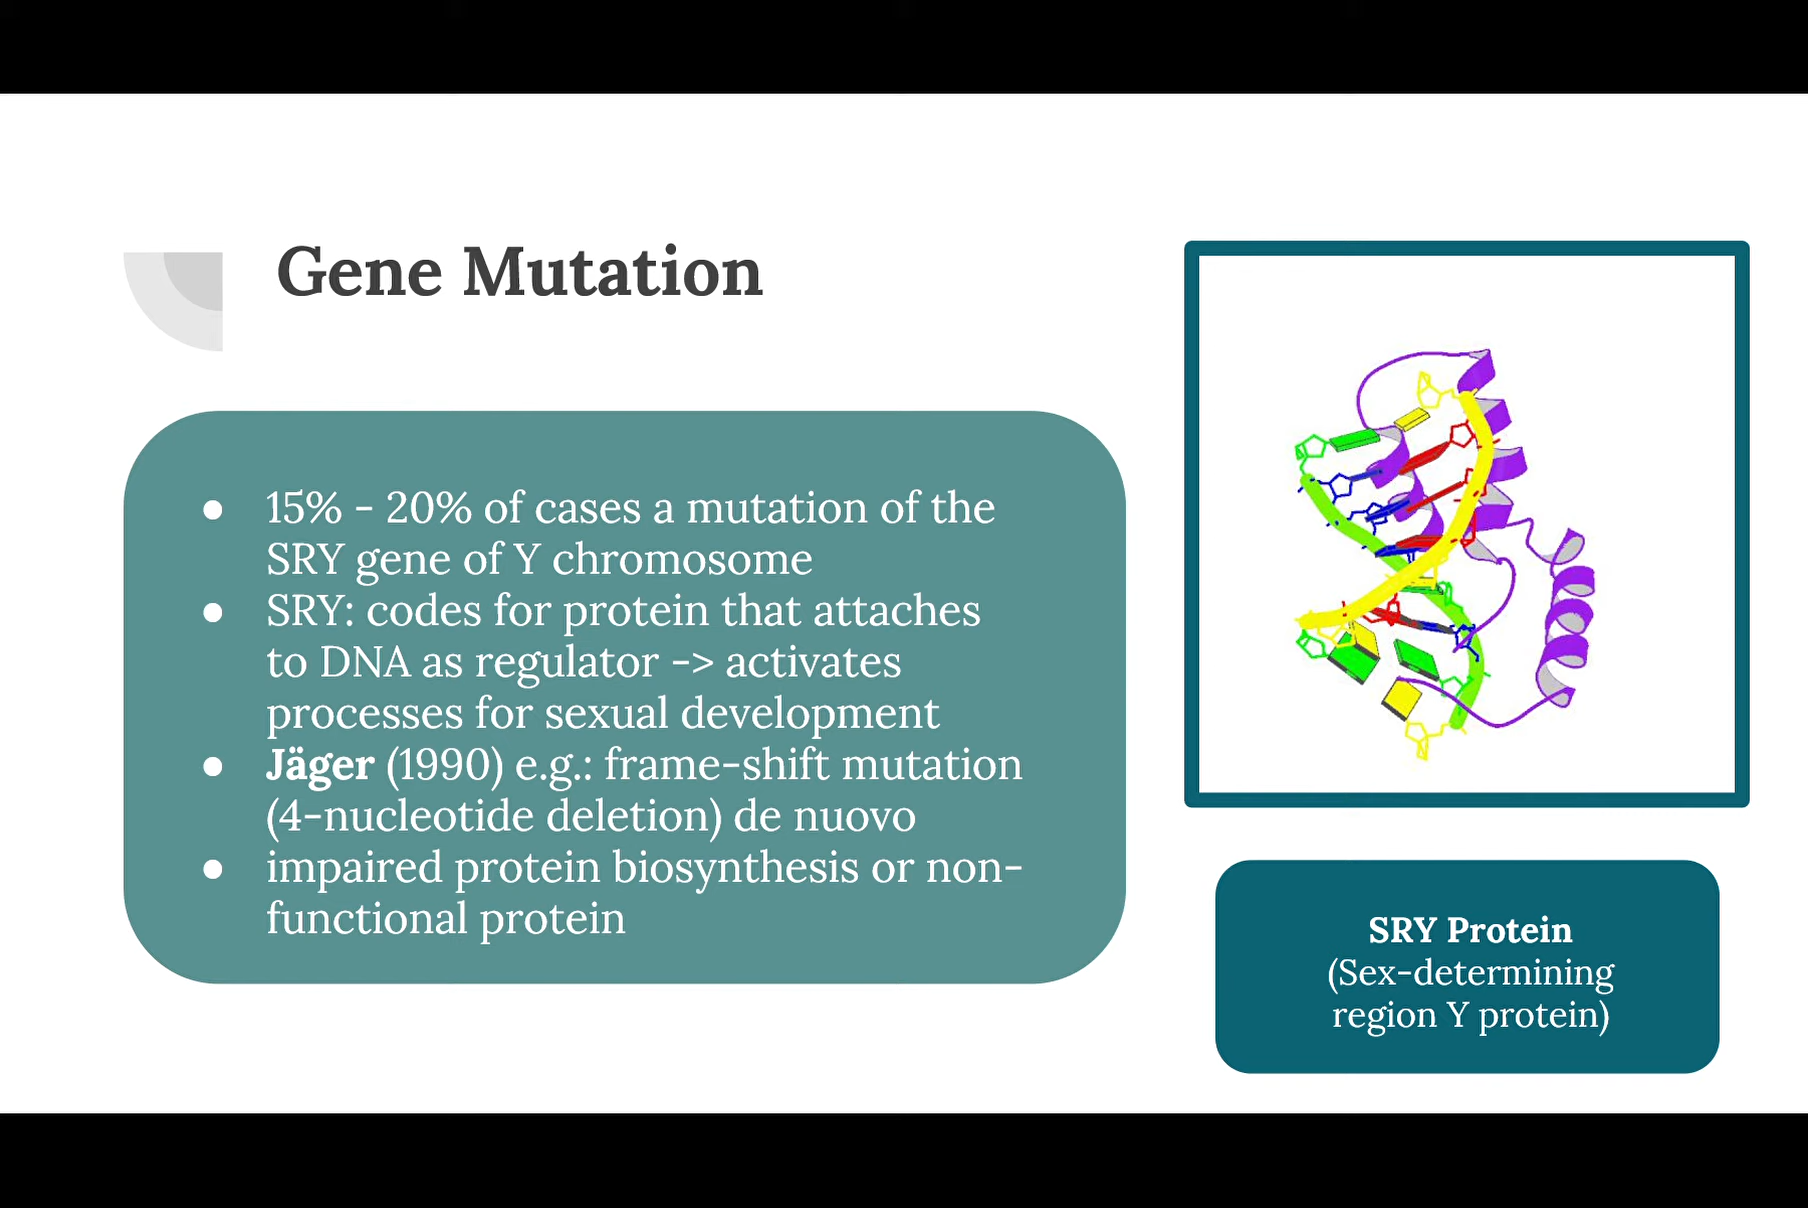 Gene Mutation
● 15% - 20% of cases a mutation of the
SRY gene of Y chromosome
● SRY: codes for protein that attaches
to DNA as regulator -> activates
processes for sexual development
● Jäger (1990) e.g.: frame-shift mutation
(4-nucleotide deletion) de nuovo
● impaired protein biosynthesis or non-
functional protein
SRY Protein
(Sex-determining
region Y protein)